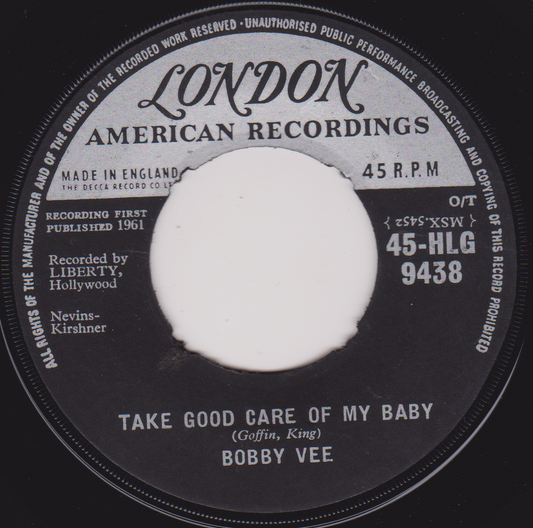 ALL RIGHTS OF THE MANUFACTURER AND OF THE OWNER OF THE RECORDED WORK RESERVED · UNAUTHORISED PUBLIC PERFORMANCE BROADCASTING AND COPYING OF THIS RECORD PROHIBITED
LONDON
AMERICAN RECORDINGS
MADE IN ENGLAND
THE DECCA RECORD CO L
45 R.P.M
RECORDING FIRST
PUBLISHED 1961
O/T
{ MSX.5452 }
45-HLG
9438
Recorded by
LIBERTY,
Hollywood
Nevins-
Kirshner
TAKE GOOD CARE OF MY BABY
(Goffin, King)
BOBBY VEE